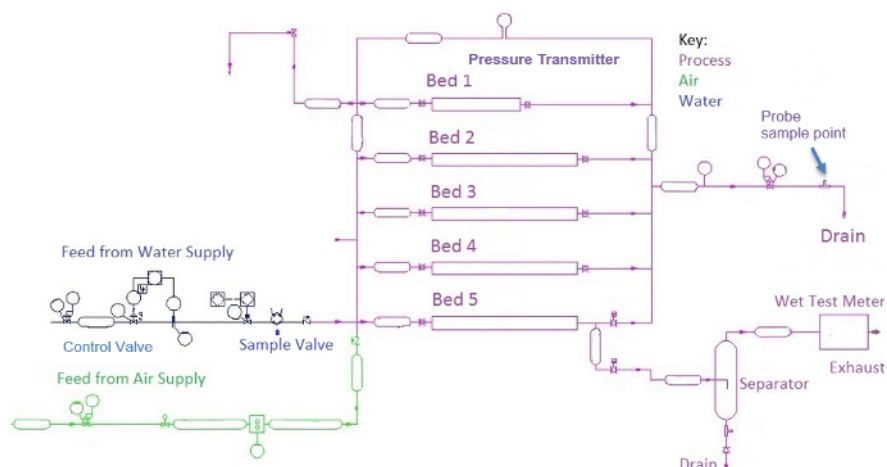 Pressure Transmitter
Key:
Process
Air
Water
Bed 1
Probe
sample point
Bed 2
Bed 3
Drain
Bed 4
Feed from Water Supply
Bed 5
Wet Test Meter
Control Valve
Sample Valve
Exhaust
Feed from Air Supply
Separator
Drain